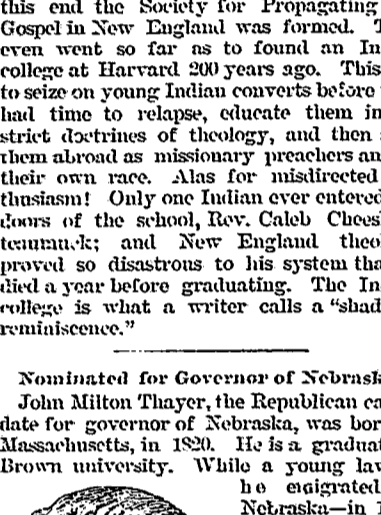 this end the Society for Propagating
Gospel in New England was formed. T
even went so far as to found an In
college at Harvard 200 years ago. This
to seize on young Indian converts before
had time to relapse, educate them in
strict doctrines of theology, and then
them abroad as missionary preachers an
their own race. Alas for misdirected
thusiasm! Only one Indian ever entered
doors of the school, Rev. Caleb Chees
teaumuck; and New England theo
proved so disastrous to his system tha
died a year before graduating. The In
college is what a writer calls a "shad
reminiscence."
Nominated for Governor of Nebrask
John Milton Thayer, the Republican ca
date for governor of Nebraska, was bor
Massachusetts, in 1820. He is a graduat
Brown university. While a young law
he emigrated
Nebraska—in 1